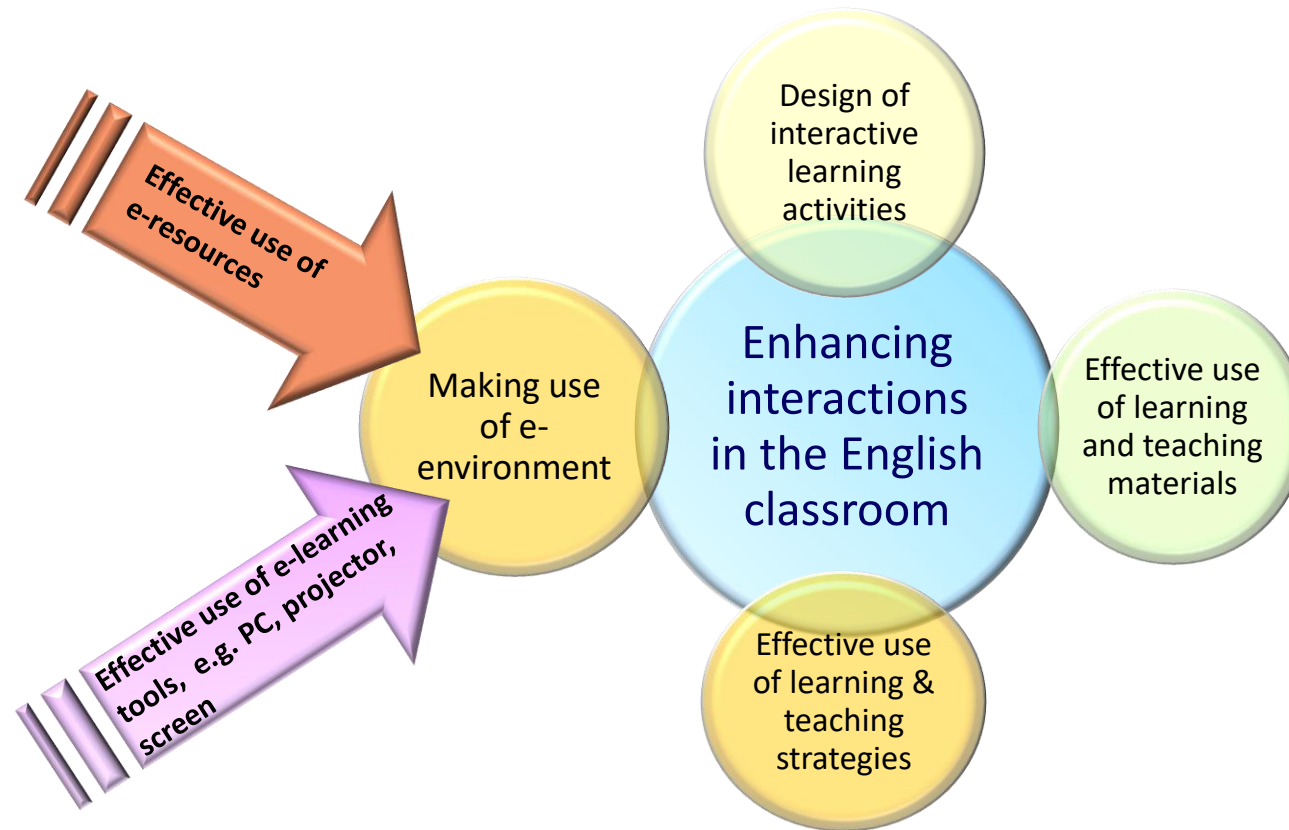 Design of
interactive
learning
activities
Effective use of
e-resources
Making use
of e-
environment
Enhancing
interactions
in the English
classroom
Effective use
of learning
and teaching
materials
Effective use of e-learning
tools, e.g. PC, projector,
screen
Effective use
of learning &
teaching
strategies